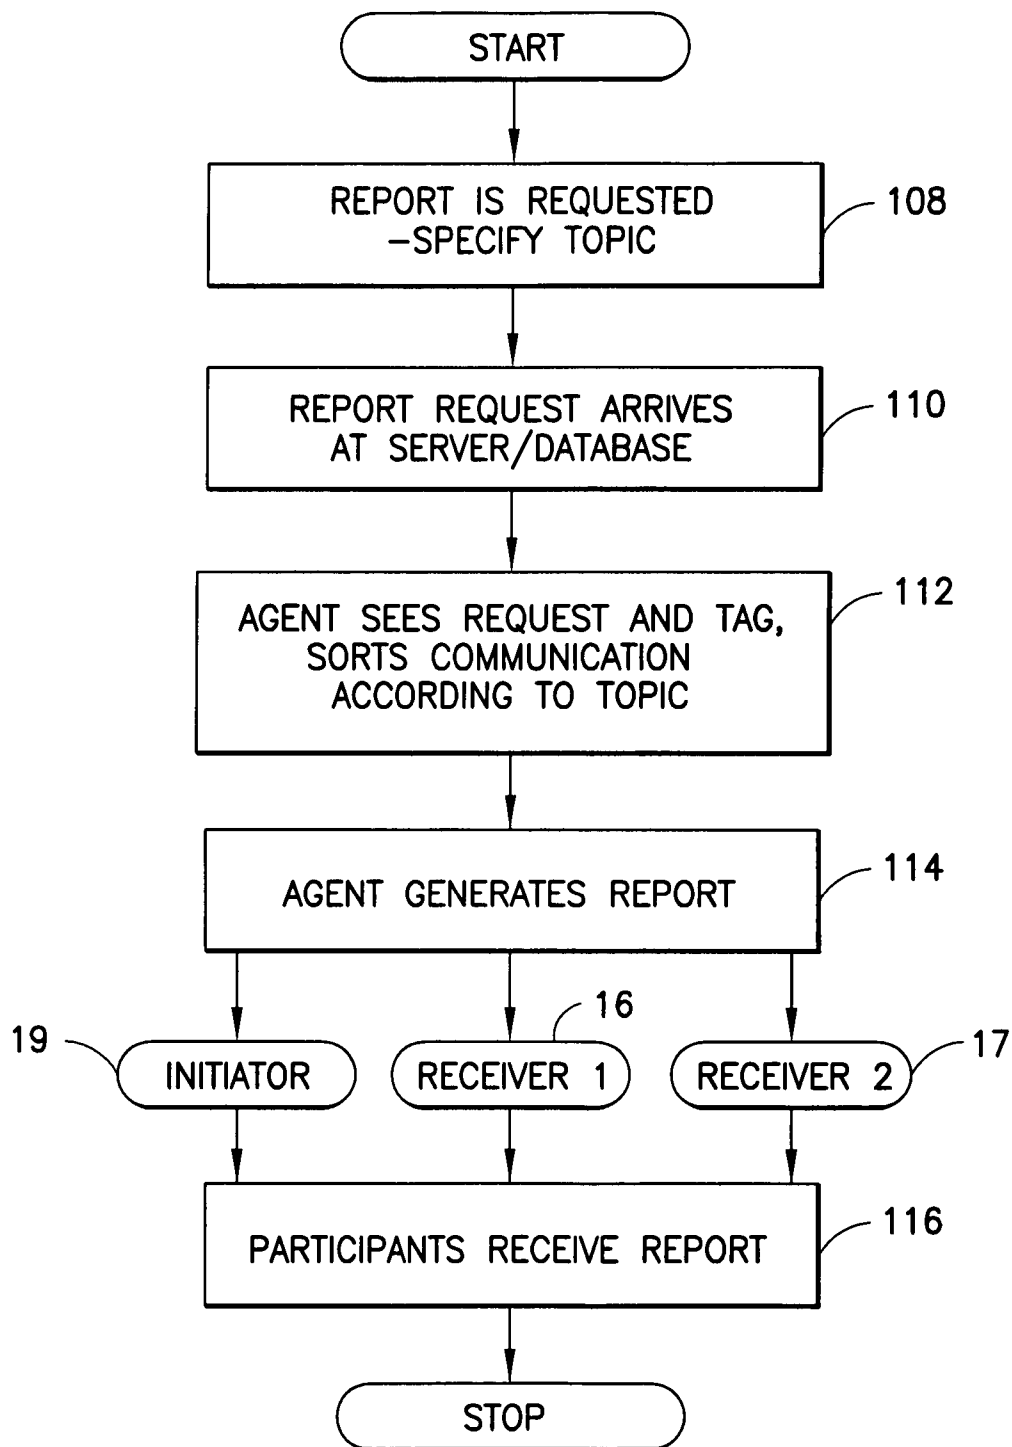 START
REPORT IS REQUESTED
-SPECIFY TOPIC
108
REPORT REQUEST ARRIVES
AT SERVER/DATABASE
110
AGENT SEES REQUEST AND TAG,
SORTS COMMUNICATION
ACCORDING TO TOPIC
112
AGENT GENERATES REPORT
114
19
INITIATOR
16
RECEIVER 1
17
RECEIVER 2
PARTICIPANTS RECEIVE REPORT
116
STOP